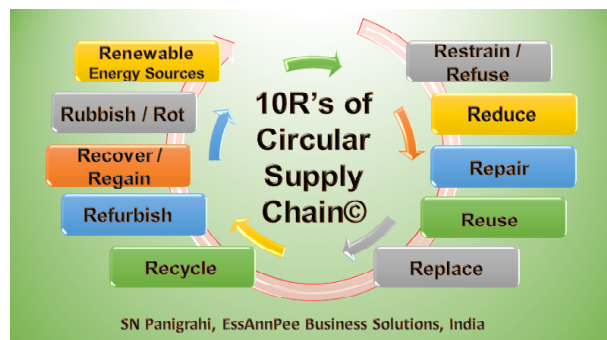 10R's of
Circular
Supply
Chain©
Restrain /
Refuse
Reduce
Repair
Reuse
Replace
Recycle
Refurbish
Recover /
Regain
Rubbish / Rot
Renewable
Energy Sources
SN Panigrahi, EssAnnPee Business Solutions, India